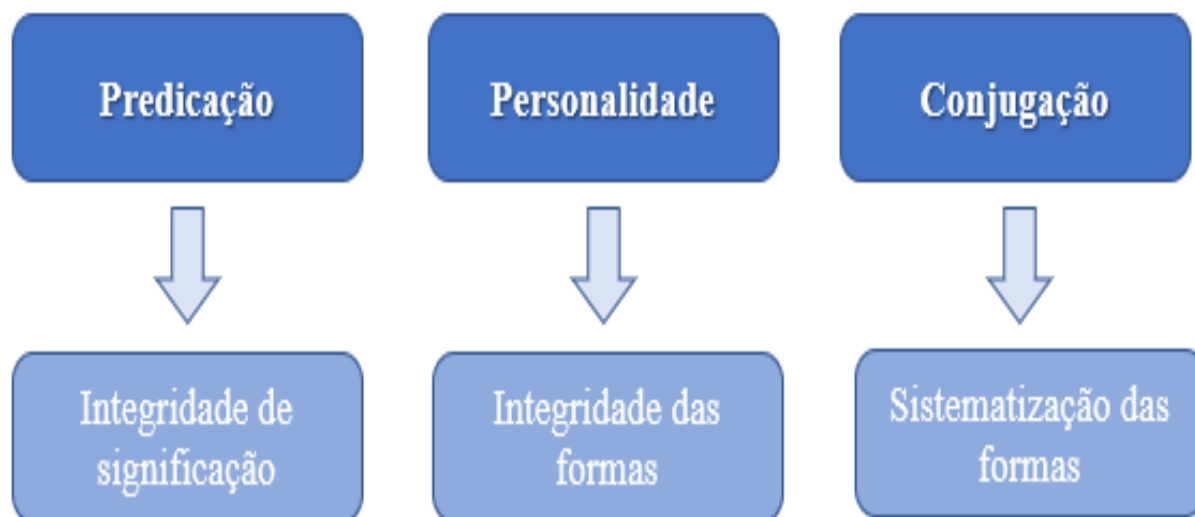 Predicação
Personalidade
Conjugação
Integridade de
significação
Integridade das
formas
Sistematização das
formas